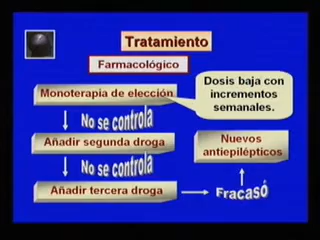 Tratamiento
Farmacológico
Monoterapia de elección
Dosis baja con
incrementos
semanales.
No se controla
Añadir segunda droga
No se controla
Añadir tercera droga
Fracasó
Nuevos
antiepilépticos